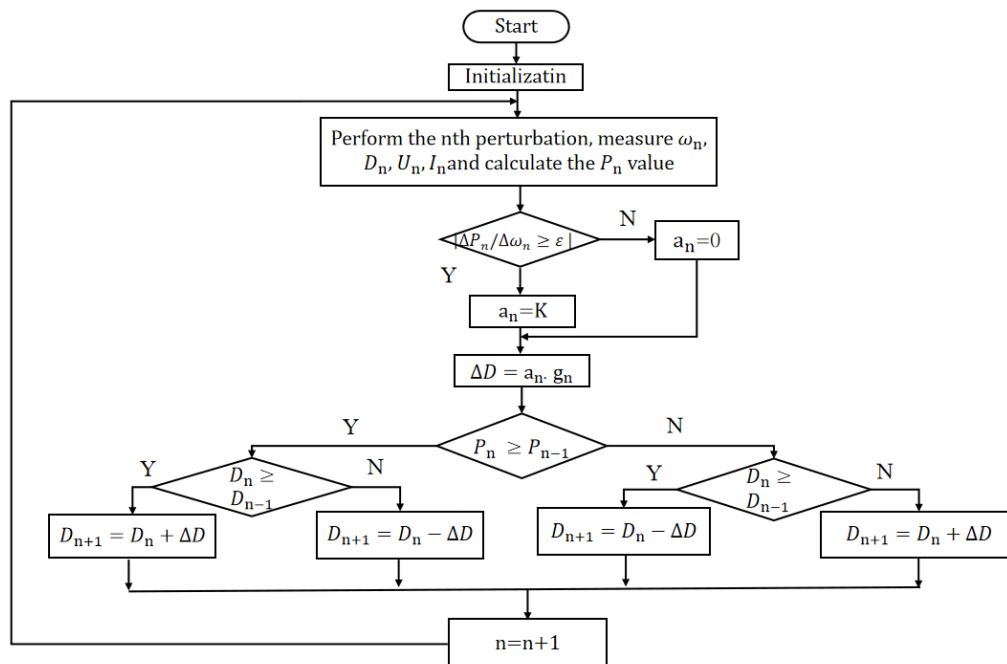 Start
Initializatin
Perform the nth perturbation, measure ωₙ,
Dₙ, Uₙ, Iₙ and calculate the Pₙ value
|ΔPₙ/Δωₙ ≥ ε |
N
aₙ=0
Y
aₙ=K
ΔD = aₙ. gₙ
Y
Pₙ ≥ Pₙ₋₁
N
Y
Dₙ ≥
Dₙ₋₁
N
Y
Dₙ ≥
Dₙ₋₁
N
Dₙ₊₁ = Dₙ + ΔD
Dₙ₊₁ = Dₙ − ΔD
Dₙ₊₁ = Dₙ − ΔD
Dₙ₊₁ = Dₙ + ΔD
n=n+1